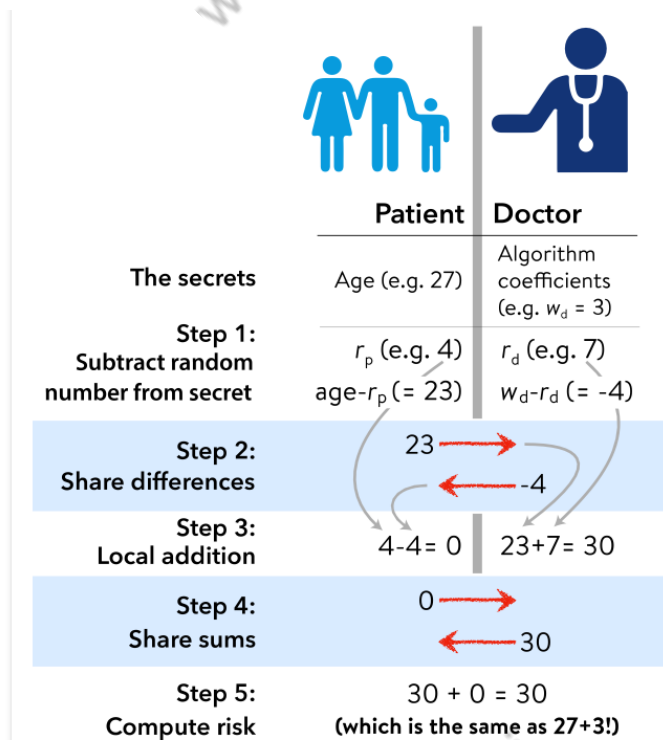 w
Patient Doctor
The secrets Age (e.g. 27) Algorithm
coefficients
(e.g. w_d = 3)
Step 1:
Subtract random
number from secret
r_p (e.g. 4) r_d (e.g. 7)
age-r_p (= 23) w_d-r_d (= -4)
Step 2:
Share differences
23
-4
Step 3:
Local addition
4-4= 0 23+7= 30
Step 4:
Share sums
0
30
Step 5:
Compute risk
30 + 0 = 30
(which is the same as 27+3!)